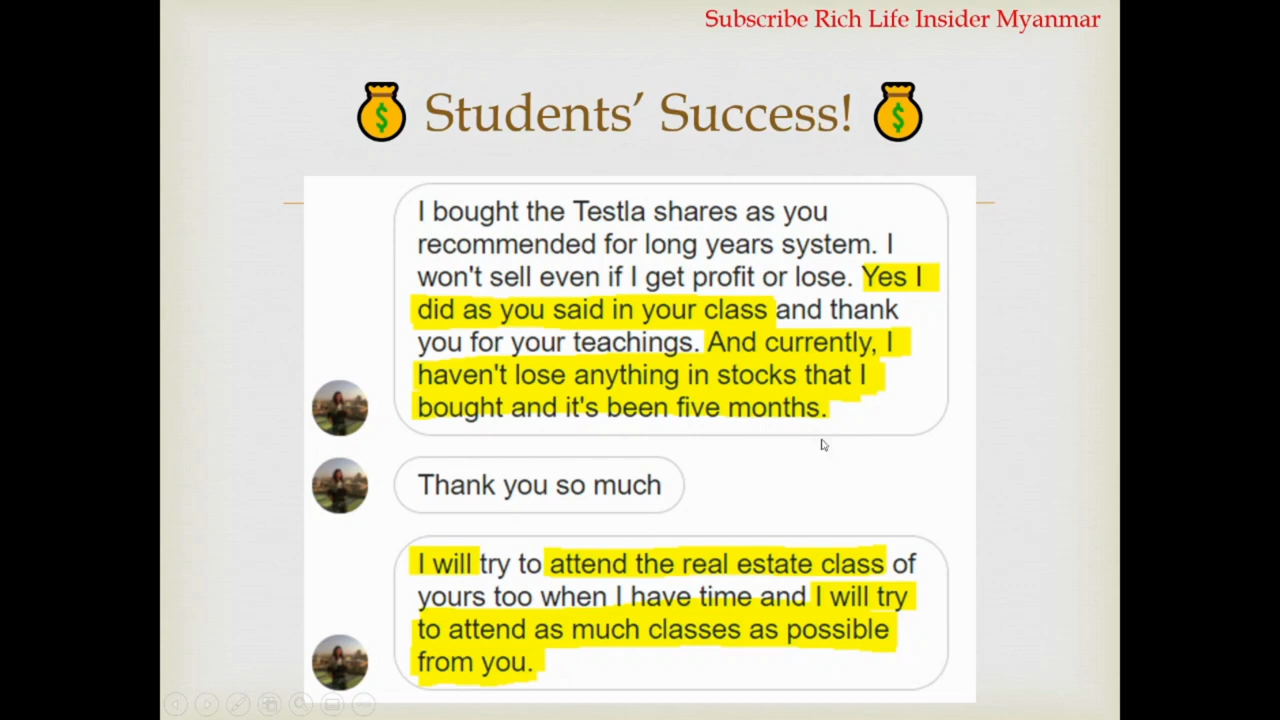 Subscribe Rich Life Insider Myanmar
Students’ Success!
I bought the Testla shares as you
recommended for long years system. I
won't sell even if I get profit or lose. Yes I
did as you said in your class and thank
you for your teachings. And currently, I
haven't lose anything in stocks that I
bought and it's been five months.
Thank you so much
I will try to attend the real estate class of
yours too when I have time and I will try
to attend as much classes as possible
from you.